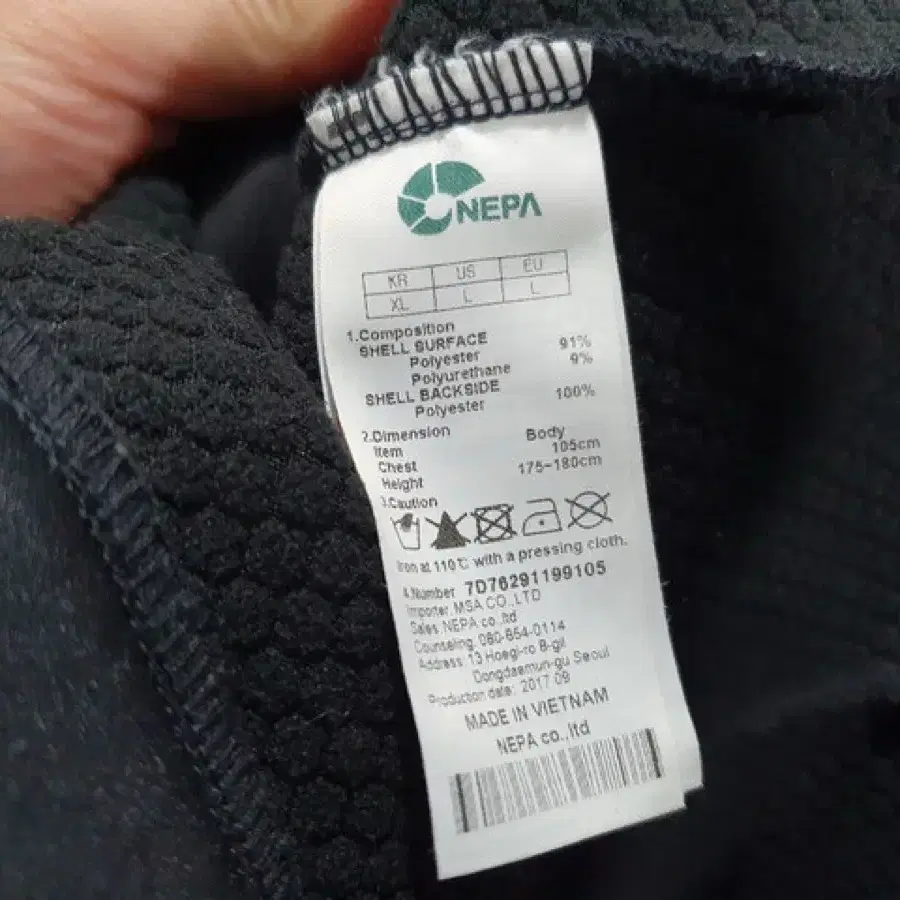 NEPA
KR US EU
XL L L
1.Composition
SHELL SURFACE
Polyester 91%
Polyurethane 9%
SHELL BACKSIDE
Polyester 100%
2.Dimension
Item Body
Chest 105cm
Height 175~180cm
3.Caution
Iron at 110℃ with a pressing cloth.
4.Number 7D76291199105
Importer: MSA CO.,LTD
Sales: NEPA co.,ltd
Counseling: 080-854-0114
Address: 13 Hoegi-ro 8-gil
Dongdaemun-gu Seoul
Production date: 2017.09
MADE IN VIETNAM
NEPA co.,ltd